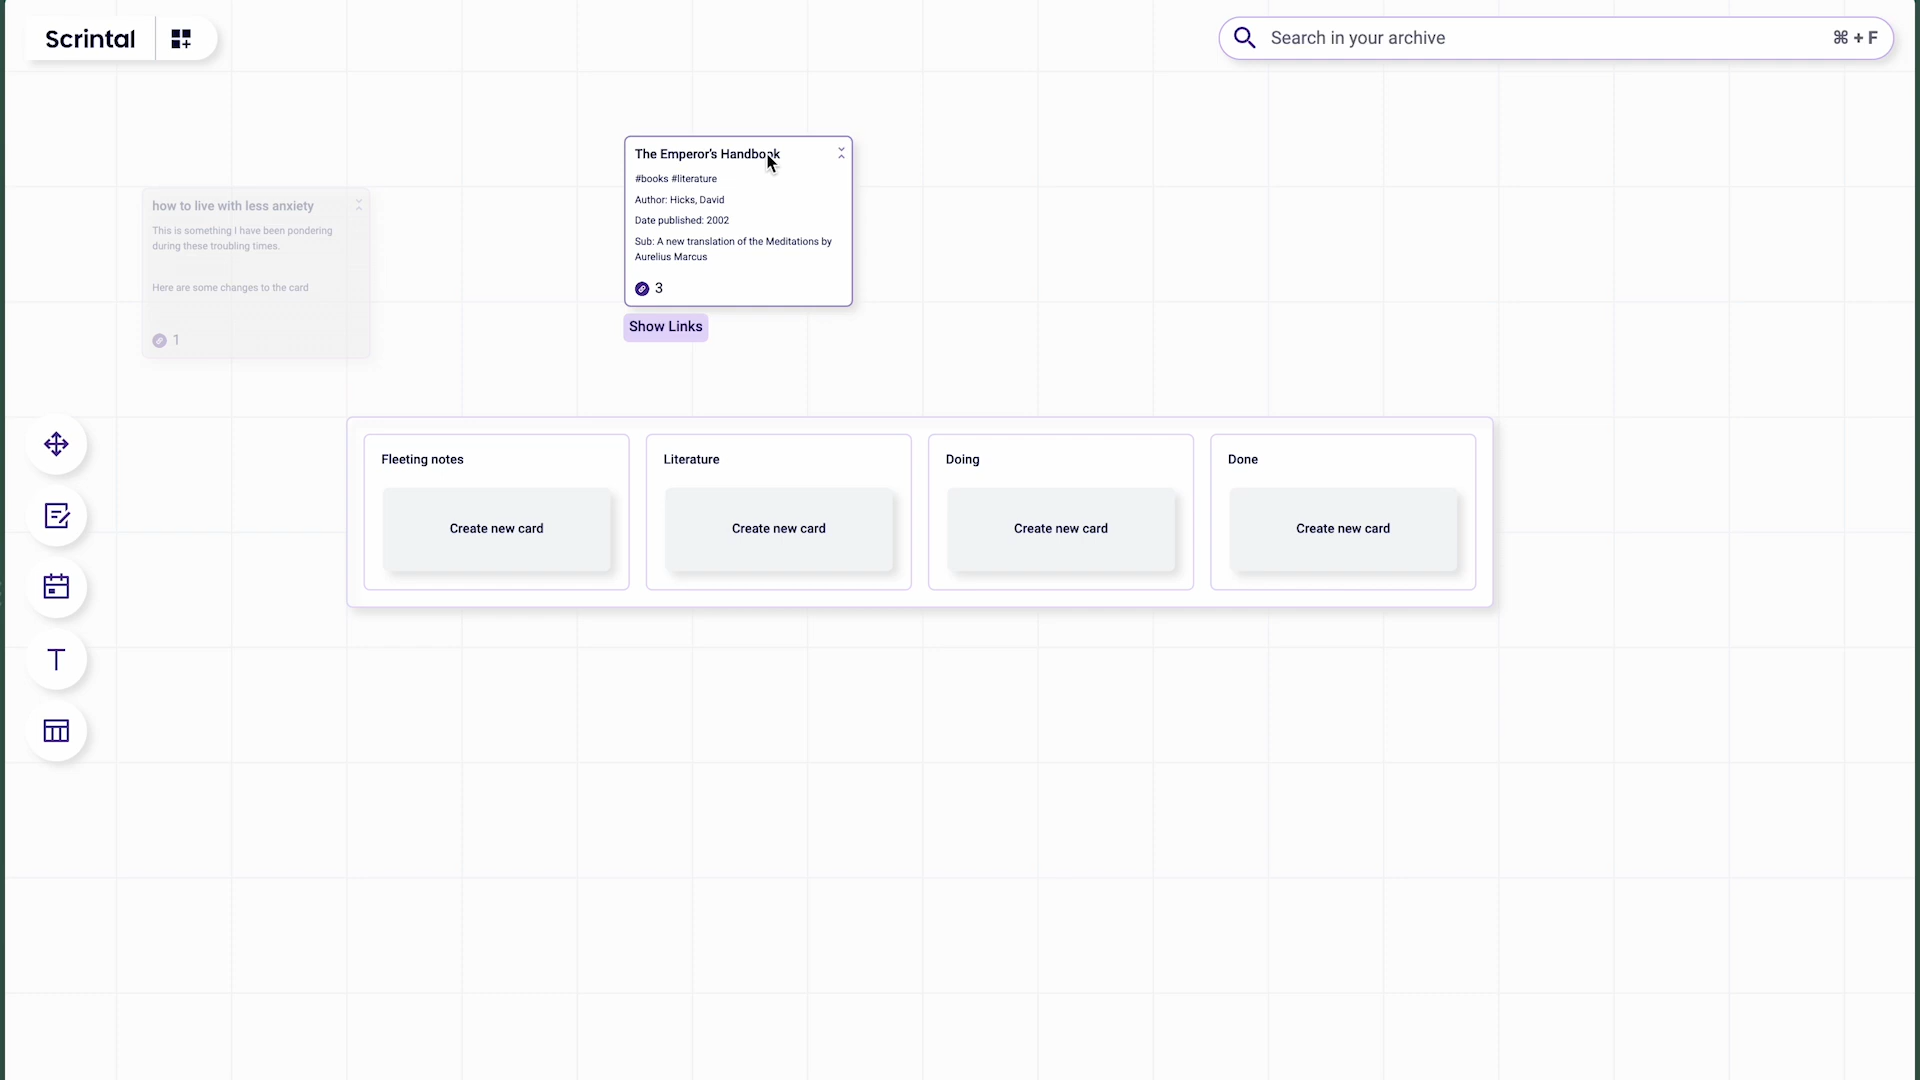 Scrintal
Search in your archive
⌘ + F
The Emperor's Handbook
#books #literature
Author: Hicks, David
Date published: 2002
Sub: A new translation of the Meditations by
Aurelius Marcus
3
Show Links
how to live with less anxiety
This is something I have been pondering
during these troubling times.
Here are some changes to the card
1
Fleeting notes
Create new card
Literature
Create new card
Doing
Create new card
Done
Create new card